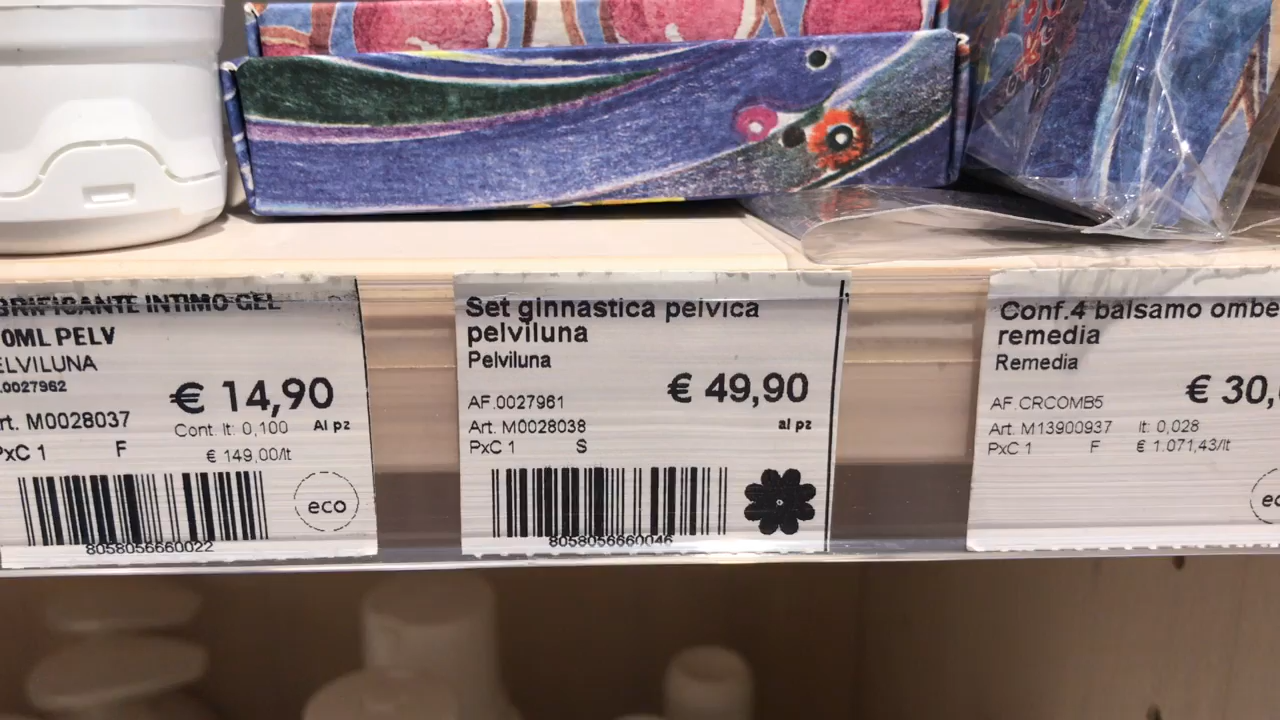 BRIFICANTE INTIMO GEL
0ML PELV
ELVILUNA
.0027962
€ 14,90
rt. M0028037
Cont. lt: 0,100
Al pz
PxC 1
F
€ 149,00/lt
eco
8058056660022
Set ginnastica pelvica
pelviluna
Pelviluna
€ 49,90
AF.0027961
Art. M0028038
al pz
PxC 1
S
8058056660046
Conf.4 balsamo ombe
remedia
Remedia
€ 30,
AF.CRCOMB5
Art. M13900937
lt: 0,028
PxC 1
F
€ 1.071,43/lt
ec